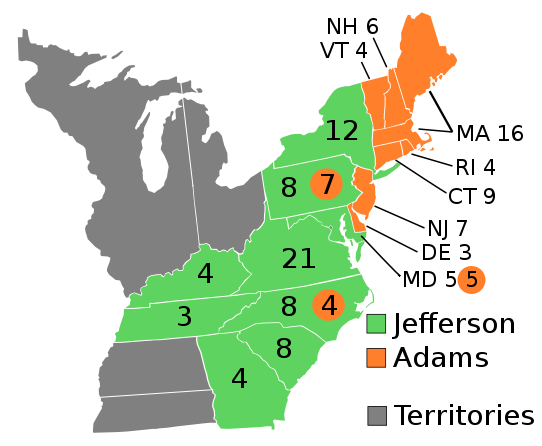 NH 6
VT 4
12
MA 16
RI 4
8 7
CT 9
NJ 7
DE 3
21
MD 5 5
4
8 4
3
Jefferson
8
Adams
4
Territories